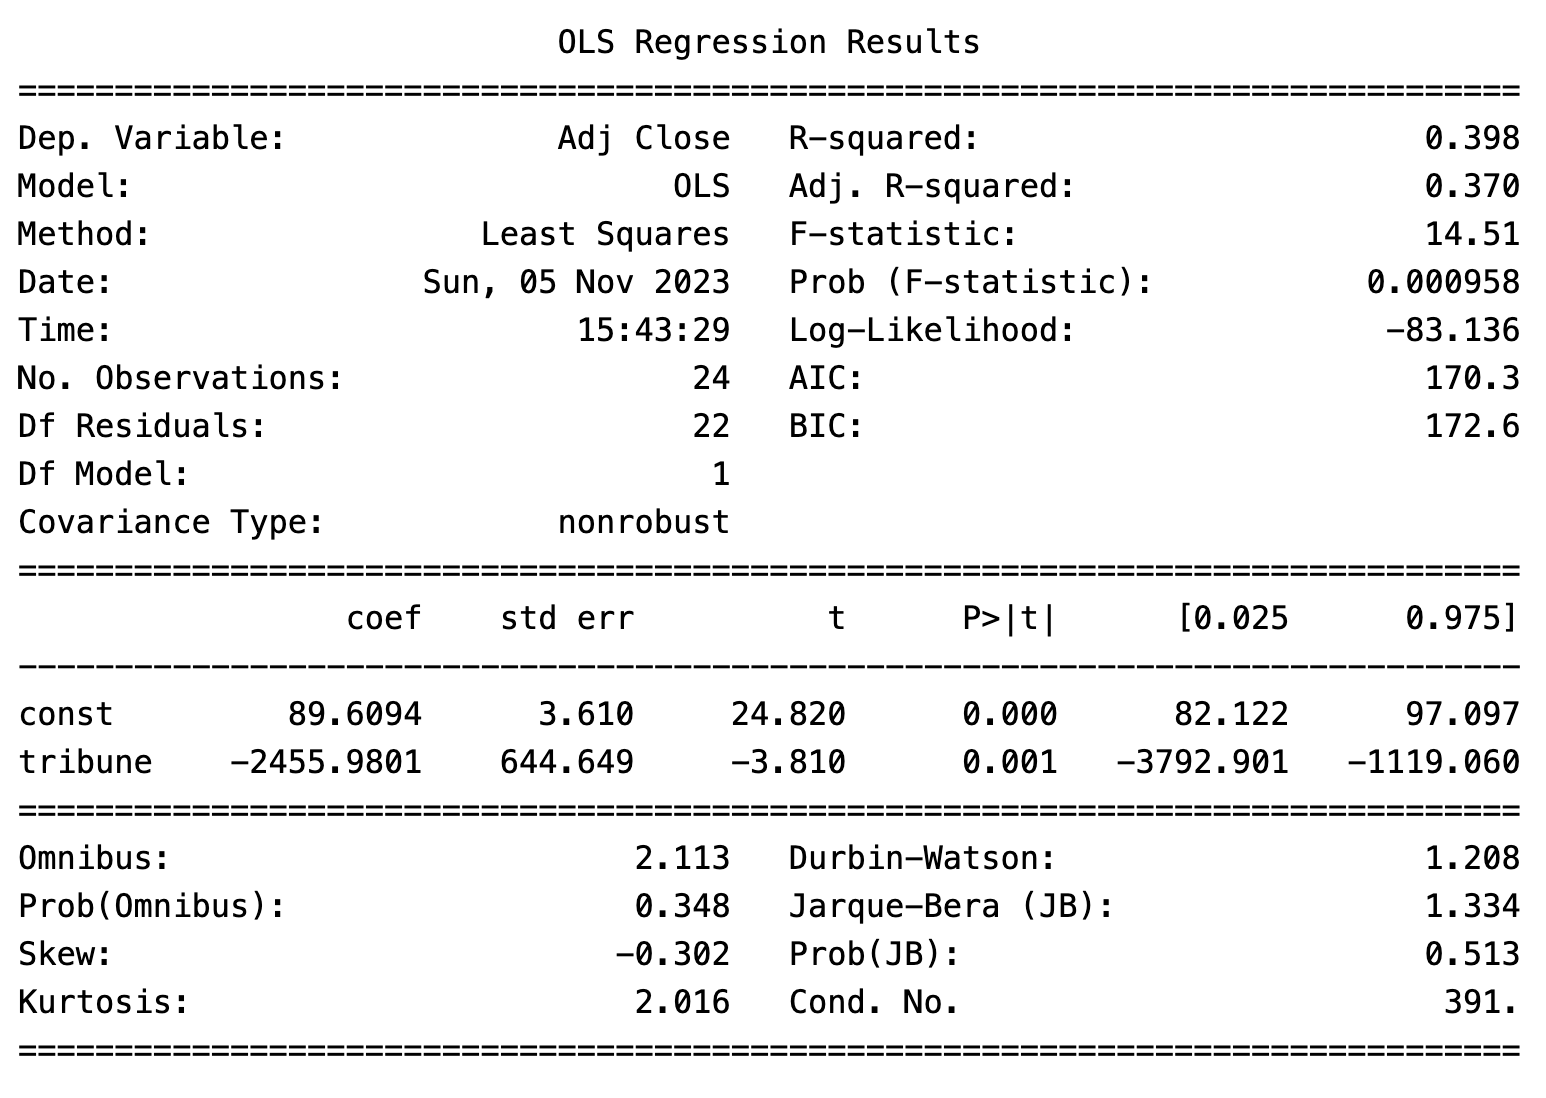 OLS Regression Results
==============================================================================
Dep. Variable:              Adj Close   R-squared:                       0.398
Model:                            OLS   Adj. R-squared:                  0.370
Method:                 Least Squares   F-statistic:                     14.51
Date:                Sun, 05 Nov 2023   Prob (F-statistic):           0.000958
Time:                        15:43:29   Log-Likelihood:                -83.136
No. Observations:                  24   AIC:                             170.3
Df Residuals:                      22   BIC:                             172.6
Df Model:                           1
Covariance Type:            nonrobust
==============================================================================
                 coef    std err          t      P>|t|      [0.025      0.975]
------------------------------------------------------------------------------
const         89.6094      3.610     24.820      0.000      82.122      97.097
tribune    -2455.9801    644.649     -3.810      0.001   -3792.901   -1119.060
==============================================================================
Omnibus:                        2.113   Durbin-Watson:                   1.208
Prob(Omnibus):                  0.348   Jarque-Bera (JB):                1.334
Skew:                          -0.302   Prob(JB):                        0.513
Kurtosis:                       2.016   Cond. No.                         391.
==============================================================================